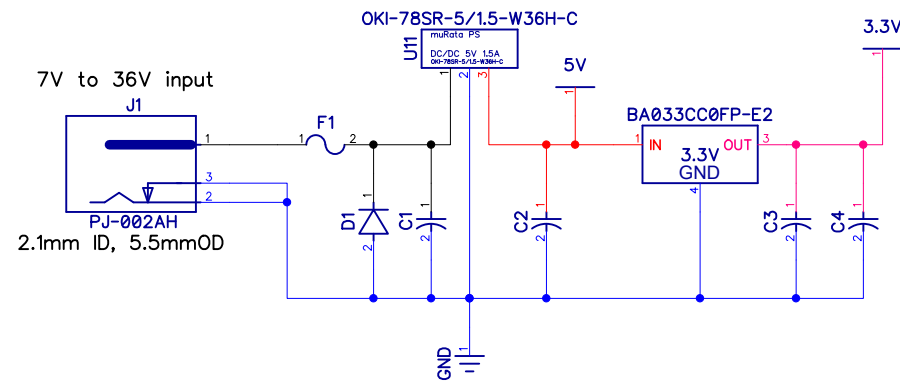 OKI-78SR-5/1.5-W36H-C
muRata PS
U11
DC/DC 5V 1.5A
OKI-78SR-5/1.5-W36H-C
1
2
3
3.3V
1
5V
1
7V to 36V input
J1
1
3
2
PJ-002AH
2.1mm ID, 5.5mmOD
F1
1
2
D1
1
2
C1
1
2
C2
1
2
BA033CC0FP-E2
1
IN
OUT
3
3.3V
GND
4
C3
1
2
C4
1
2
GND
1